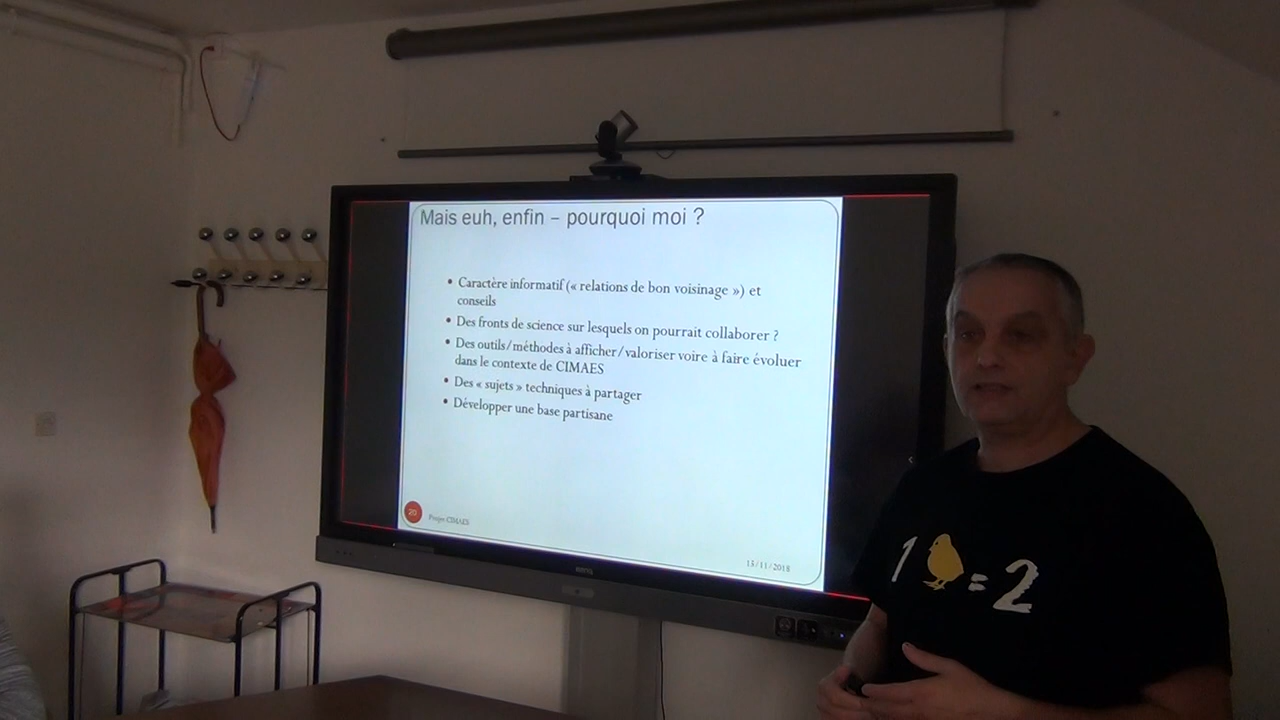 Mais euh, enfin – pourquoi moi ?
• Caractère informatif (« relations de bon voisinage ») et
conseils
• Des fronts de science sur lesquels on pourrait collaborer ?
• Des outils/méthodes à afficher/valoriser voire à faire évoluer
dans le contexte de CIMAES
• Des « sujets » techniques à partager
• Développer une base partisane
20
Projet CIMAES
15/11/2018
BenQ
1 = 2